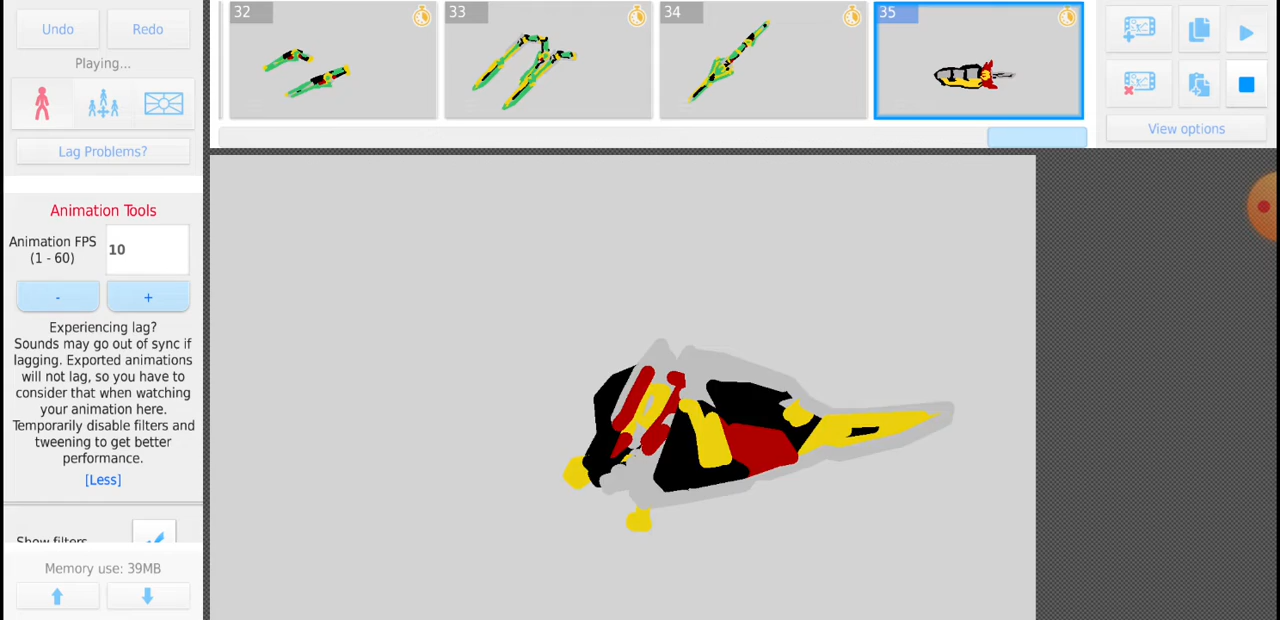 Undo
Redo
Playing...
Lag Problems?
Animation Tools
Animation FPS
(1 - 60)
10
-
+
Experiencing lag?
Sounds may go out of sync if
lagging. Exported animations
will not lag, so you have to
consider that when watching
your animation here.
Temporarily disable filters and
tweening to get better
performance.
[Less]
Show filters
Memory use: 39MB
32
33
34
35
View options